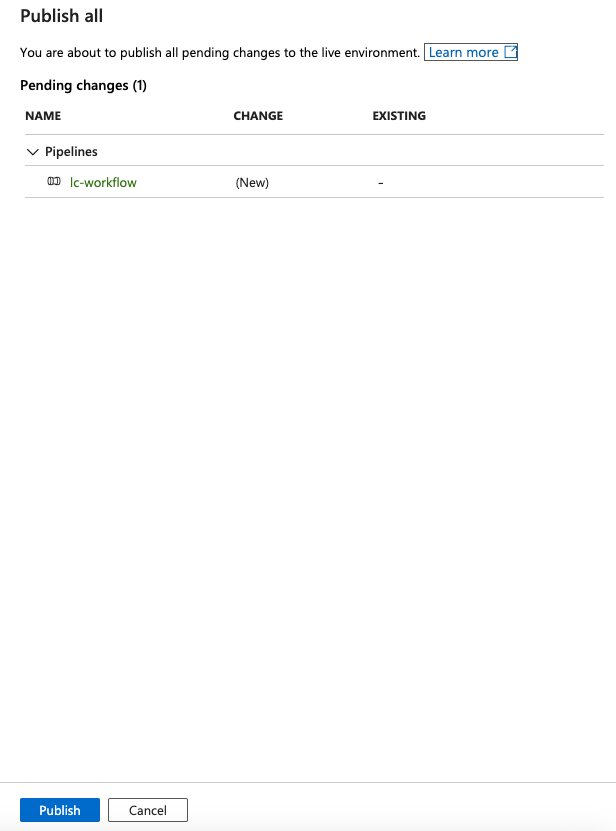 Publish all
You are about to publish all pending changes to the live environment. Learn more
Pending changes (1)
NAME CHANGE EXISTING
Pipelines
lc-workflow (New) -
Publish Cancel